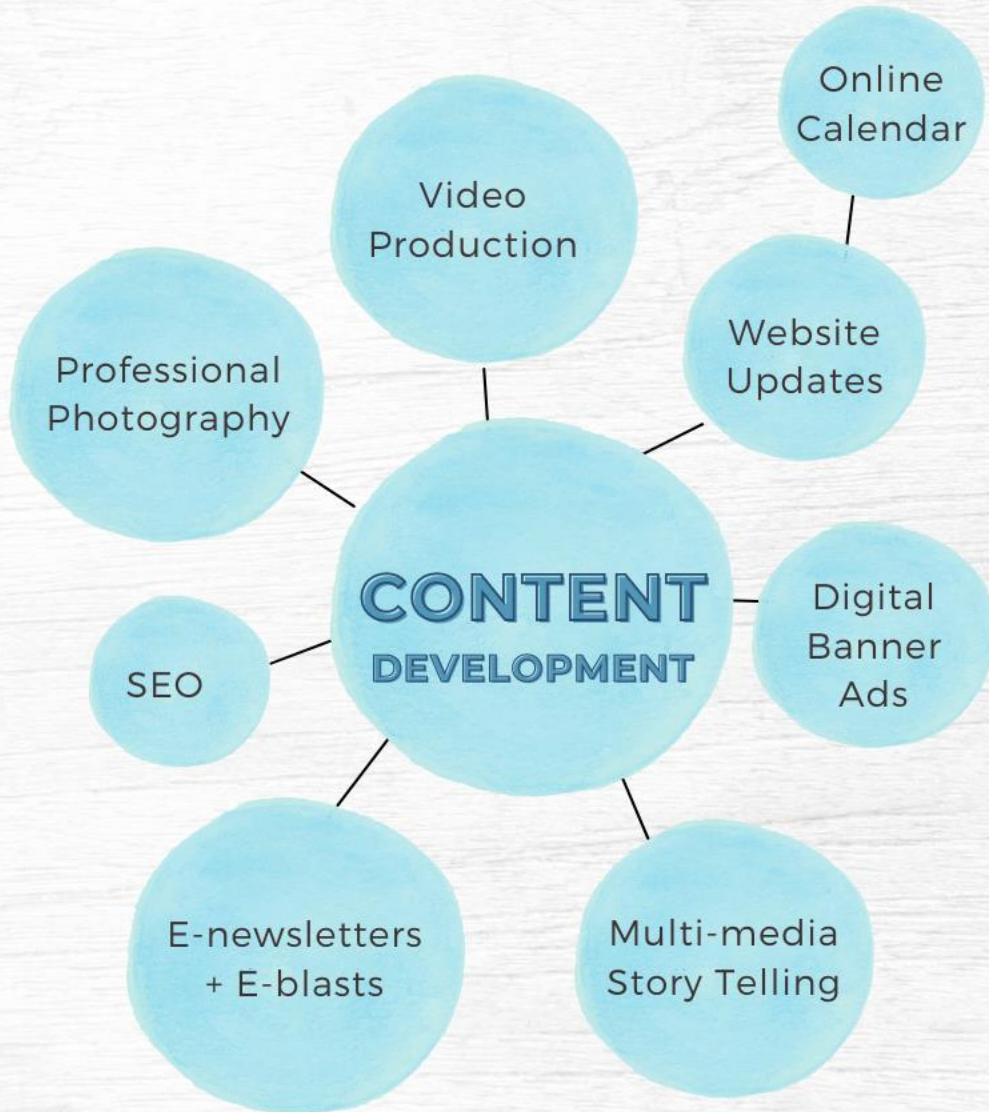 Online
Calendar
Video
Production
Website
Updates
Professional
Photography
CONTENT
DEVELOPMENT
Digital
Banner
Ads
SEO
E-newsletters
+ E-blasts
Multi-media
Story Telling